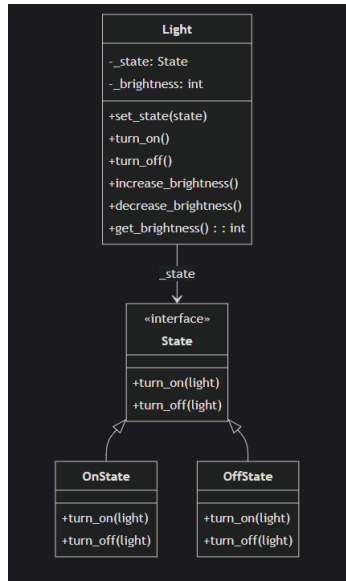 Light
-_state: State
-_brightness: int
+set_state(state)
+turn_on()
+turn_off()
+increase_brightness()
+decrease_brightness()
+get_brightness() : : int
_state
«interface»
State
+turn_on(light)
+turn_off(light)
OnState
+turn_on(light)
+turn_off(light)
OffState
+turn_on(light)
+turn_off(light)